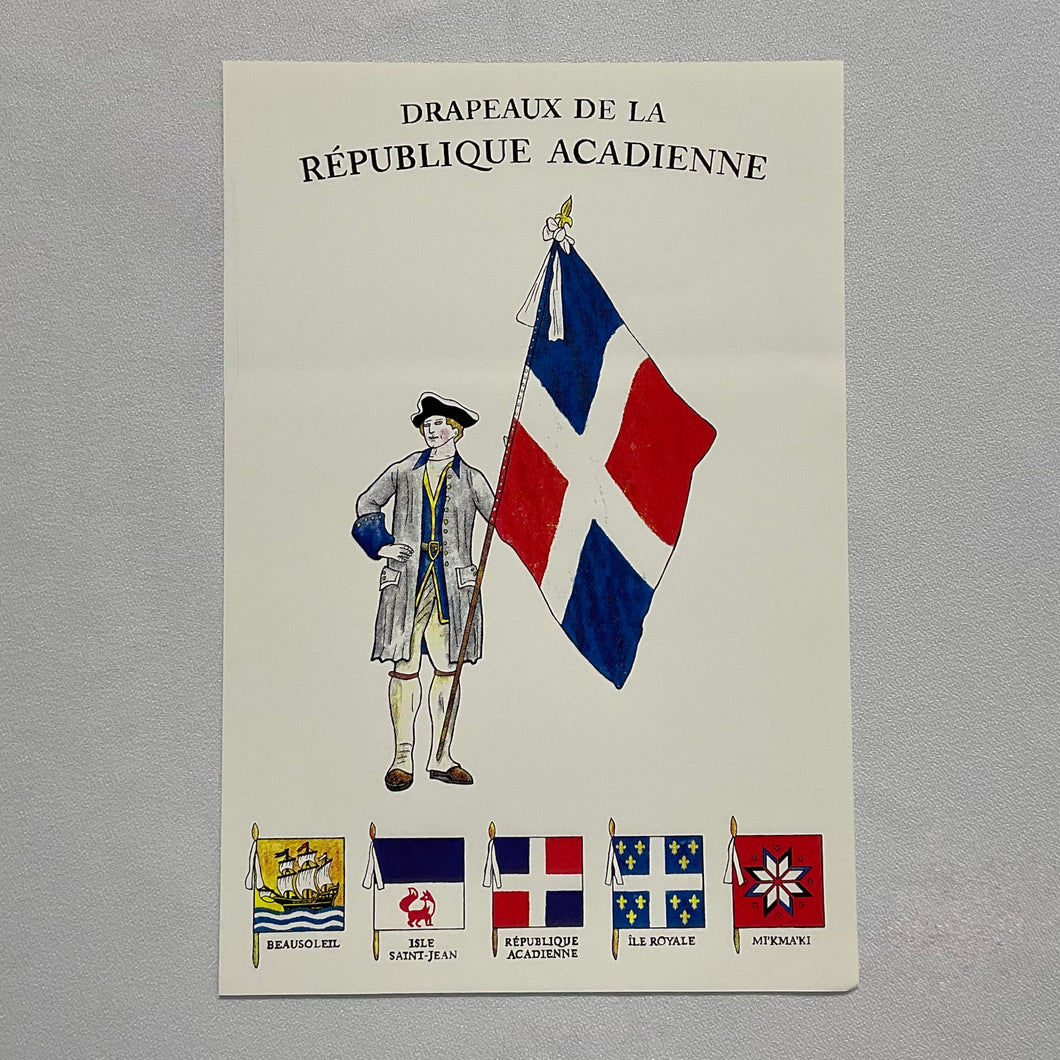 DRAPEAUX DE LA
RÉPUBLIQUE ACADIENNE
BEAUSOLEIL
ISLE
SAINT-JEAN
RÉPUBLIQUE
ACADIENNE
ÎLE ROYALE
MI'KMA'KI